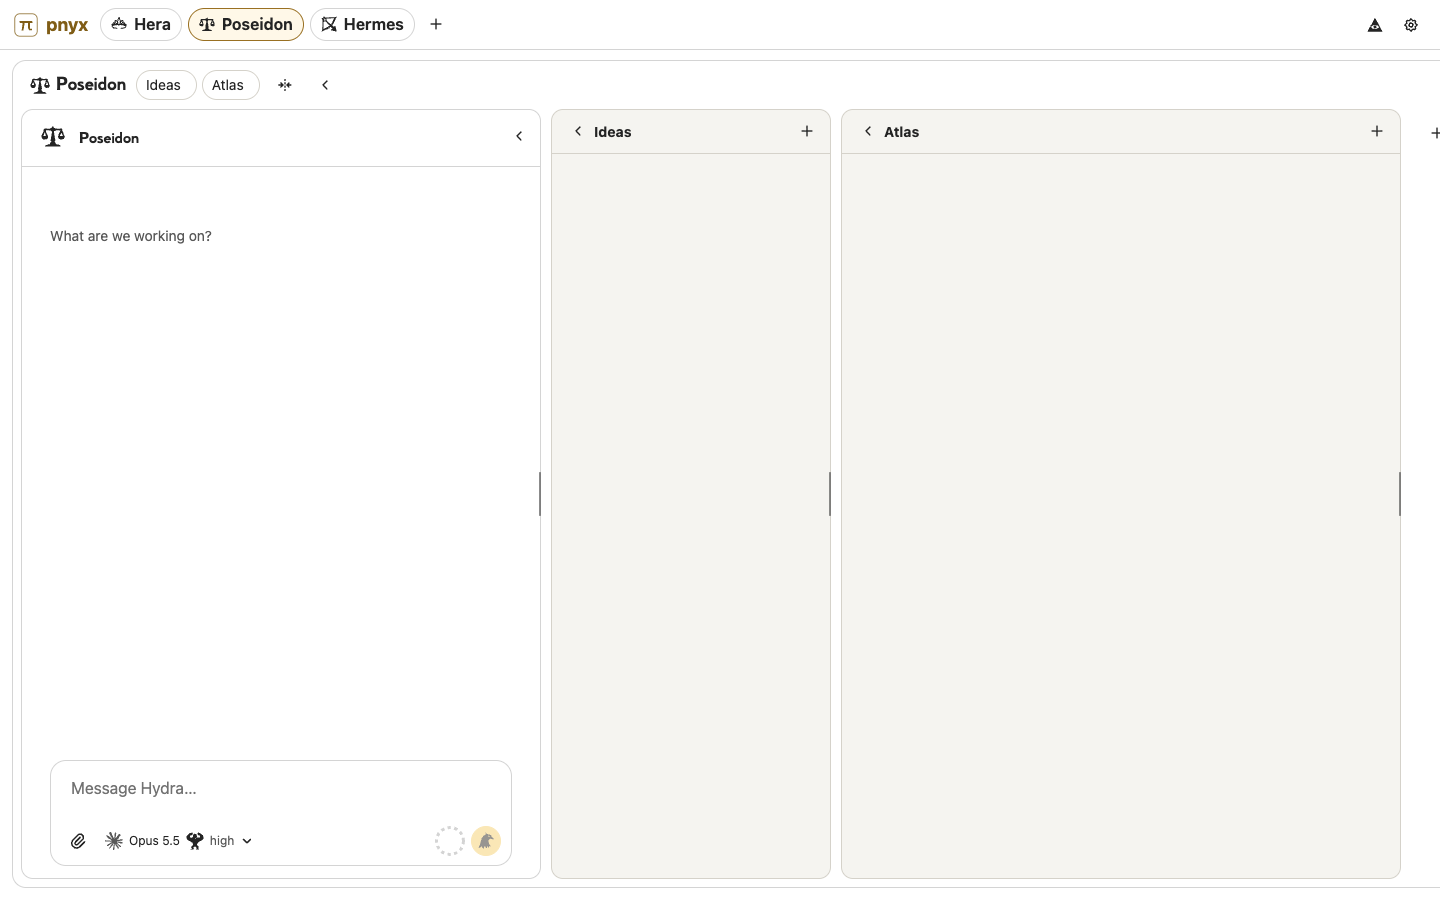 π pnyx Hera Poseidon Hermes
Poseidon Ideas Atlas
Poseidon
Ideas
Atlas
What are we working on?
Message Hydra...
Opus 5.5 high